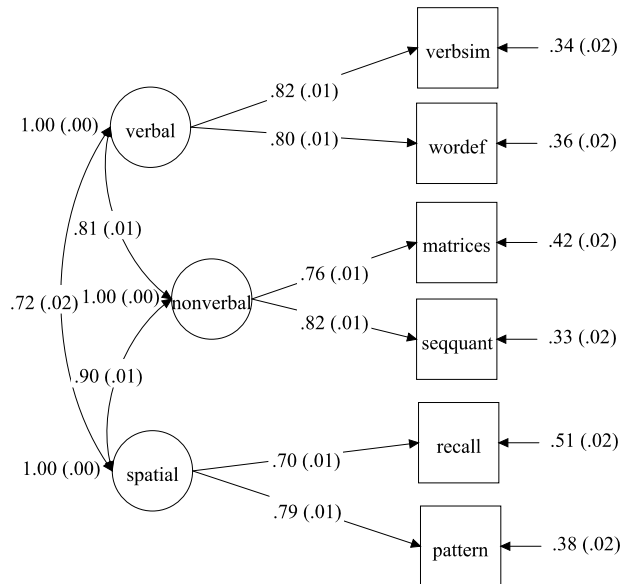 verbsim
.34 (.02)
.82 (.01)
1.00 (.00)
verbal
.80 (.01)
wordef
.36 (.02)
.81 (.01)
matrices
.42 (.02)
.76 (.01)
.72 (.02)
1.00 (.00)
nonverbal
.82 (.01)
seqquant
.33 (.02)
.90 (.01)
recall
.51 (.02)
.70 (.01)
1.00 (.00)
spatial
.79 (.01)
pattern
.38 (.02)